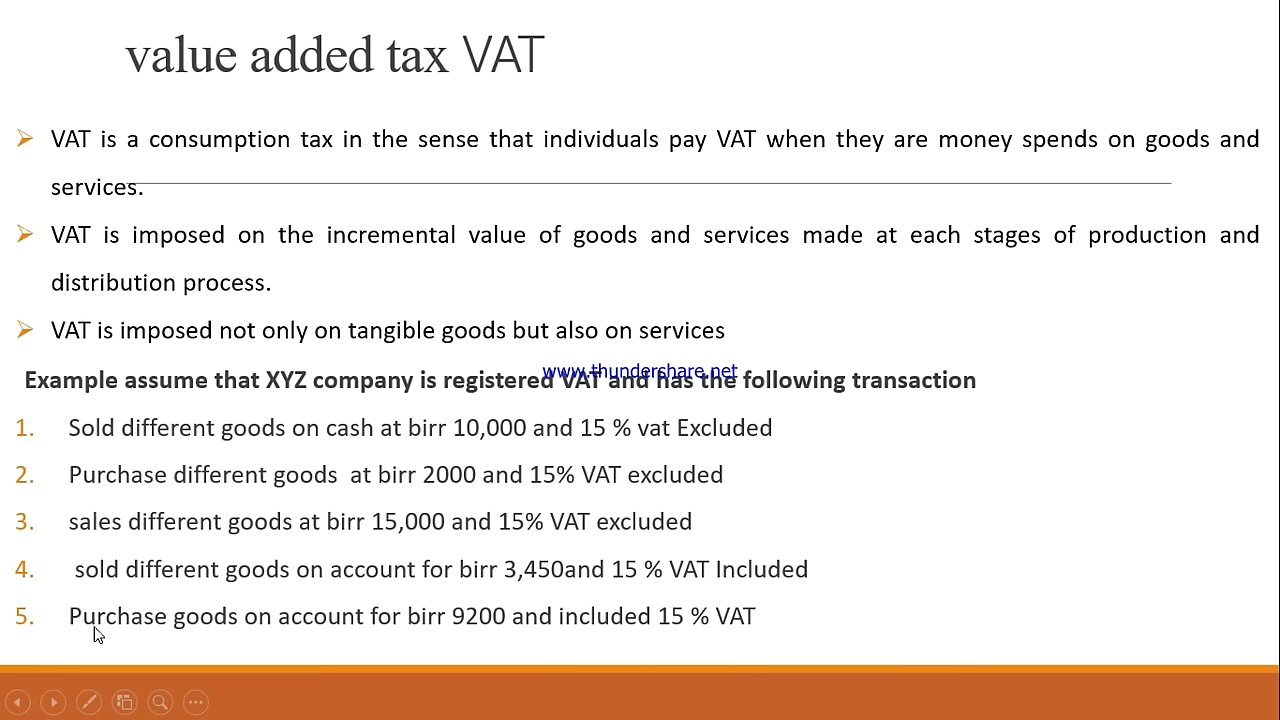 value added tax VAT
VAT is a consumption tax in the sense that individuals pay VAT when they are money spends on goods and
services.
VAT is imposed on the incremental value of goods and services made at each stages of production and
distribution process.
VAT is imposed not only on tangible goods but also on services
www.thundershare.net
Example assume that XYZ company is registered VAT and has the following transaction
1. Sold different goods on cash at birr 10,000 and 15 % vat Excluded
2. Purchase different goods at birr 2000 and 15% VAT excluded
3. sales different goods at birr 15,000 and 15% VAT excluded
4. sold different goods on account for birr 3,450and 15 % VAT Included
5. Purchase goods on account for birr 9200 and included 15 % VAT